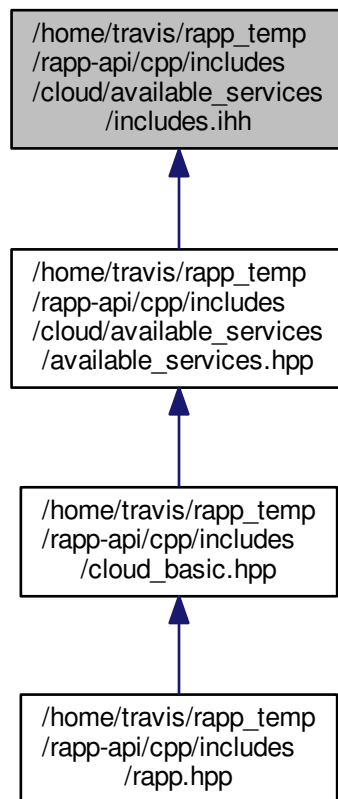 /home/travis/rapp_temp
/rapp-api/cpp/includes
/cloud/available_services
/includes.ihh
/home/travis/rapp_temp
/rapp-api/cpp/includes
/cloud/available_services
/available_services.hpp
/home/travis/rapp_temp
/rapp-api/cpp/includes
/cloud_basic.hpp
/home/travis/rapp_temp
/rapp-api/cpp/includes
/rapp.hpp